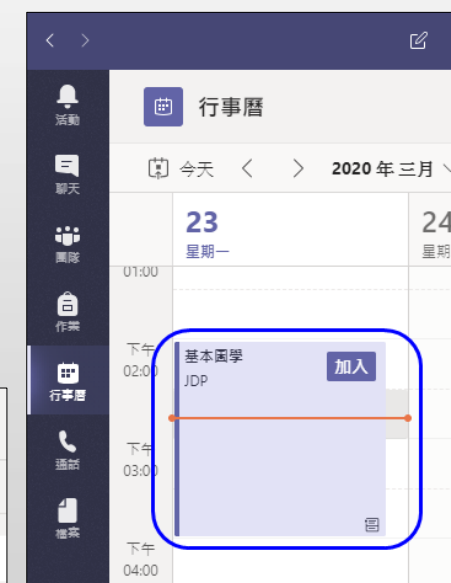 活動
行事曆
聊天
今天
2020 年 三月
團隊
23
24
星期一
星期
01:00
作業
下午
02:00
基本園學
加入
JDP
行事曆
通話
下午
03:00
檔案
下午
04:00